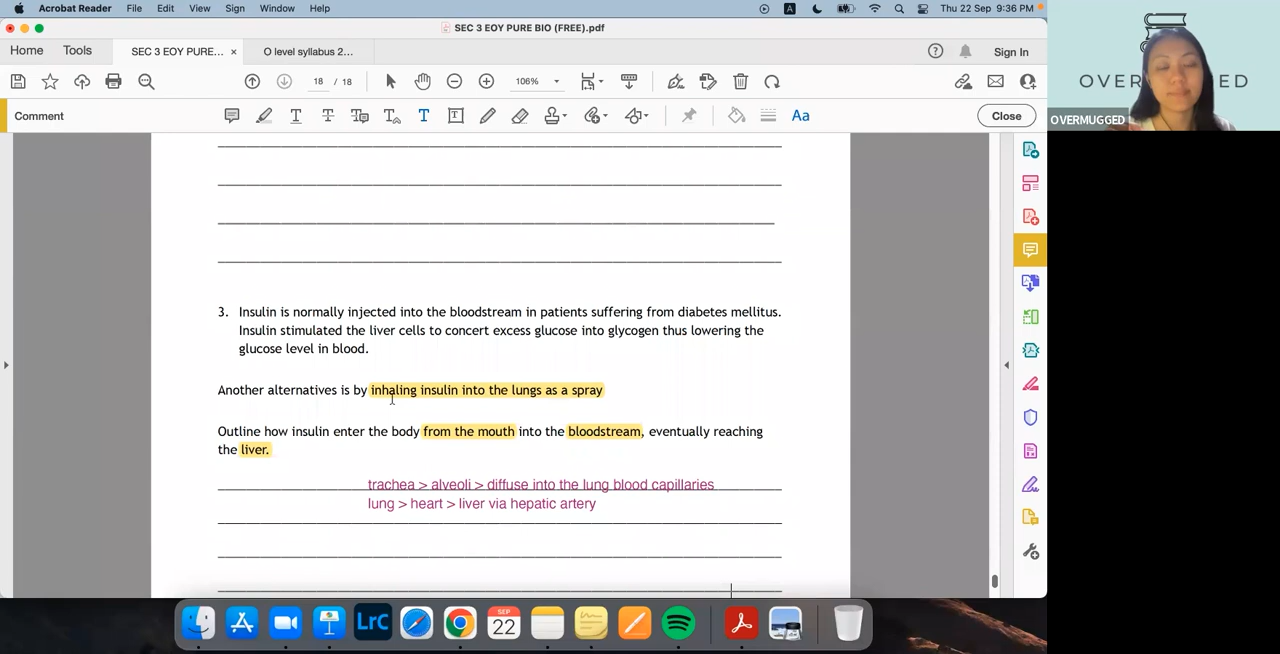 Acrobat Reader File Edit View Sign Window Help A Thu 22 Sep 9:36 PM
SEC 3 EOY PURE BIO (FREE).pdf
Home Tools SEC 3 EOY PURE... × O level syllabus 2... Sign In
18 / 18 106%
Comment Close
3. Insulin is normally injected into the bloodstream in patients suffering from diabetes mellitus.
Insulin stimulated the liver cells to concert excess glucose into glycogen thus lowering the
glucose level in blood.
Another alternatives is by inhaling insulin into the lungs as a spray
Outline how insulin enter the body from the mouth into the bloodstream, eventually reaching
the liver.
trachea > alveoli > diffuse into the lung blood capillaries
lung > heart > liver via hepatic artery
LrC
SEP
22
OVERMUGGED